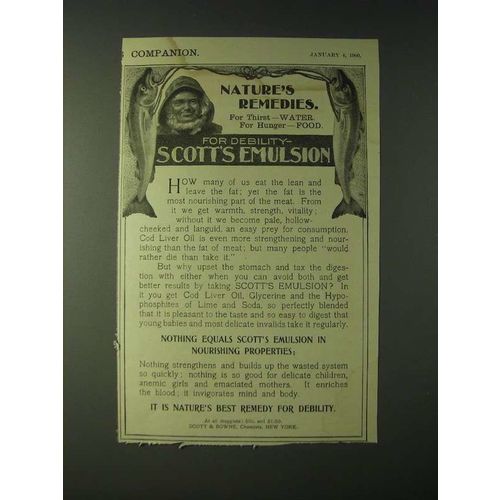 COMPANION.
JANUARY 4, 1900.
NATURE'S
REMEDIES.
For Thirst—WATER.
For Hunger—FOOD.
FOR DEBILITY—
SCOTT'S EMULSION
HOW many of us eat the lean and
leave the fat; yet the fat is the
most nourishing part of the meat. From
it we get warmth, strength, vitality;
without it we become pale, hollow-
cheeked and languid, an easy prey for consumption.
Cod Liver Oil is even more strengthening and nour-
ishing than the fat of meat; but many people "would
rather die than take it."
But why upset the stomach and tax the diges-
tion with either when you can avoid both and get
better results by taking SCOTT'S EMULSION? In
it you get Cod Liver Oil, Glycerine and the Hypo-
phosphites of Lime and Soda, so perfectly blended
that it is pleasant to the taste and so easy to digest that
young babies and most delicate invalids take it regularly.
NOTHING EQUALS SCOTT'S EMULSION IN
NOURISHING PROPERTIES;
Nothing strengthens and builds up the wasted system
so quickly; nothing is so good for delicate children,
anemic girls and emaciated mothers. It enriches
the blood; it invigorates mind and body.
IT IS NATURE'S BEST REMEDY FOR DEBILITY.
At all druggists; 50c. and $1.00.
SCOTT & BOWNE, Chemists, NEW YORK.